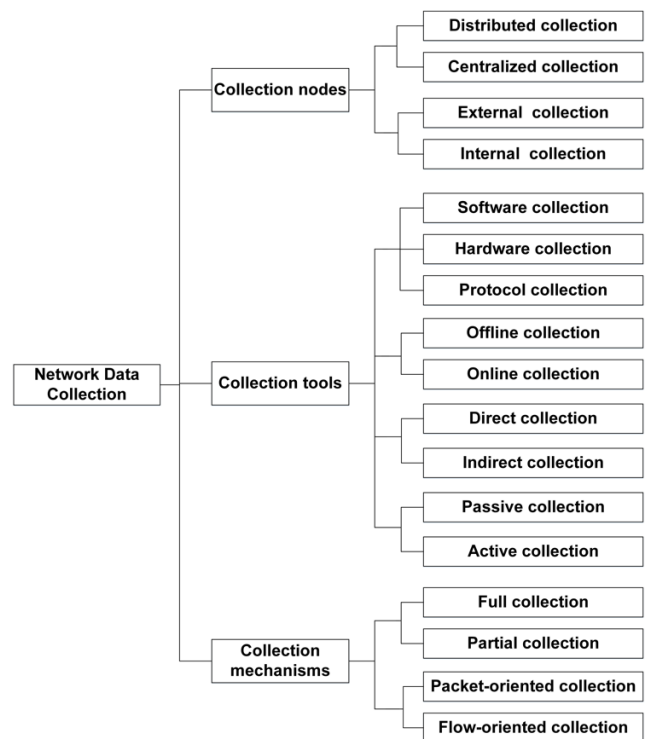 Distributed collection
Centralized collection
Collection nodes
External collection
Internal collection
Software collection
Hardware collection
Protocol collection
Offline collection
Network Data
Collection
Collection tools
Online collection
Direct collection
Indirect collection
Passive collection
Active collection
Full collection
Collection
mechanisms
Partial collection
Packet-oriented collection
Flow-oriented collection